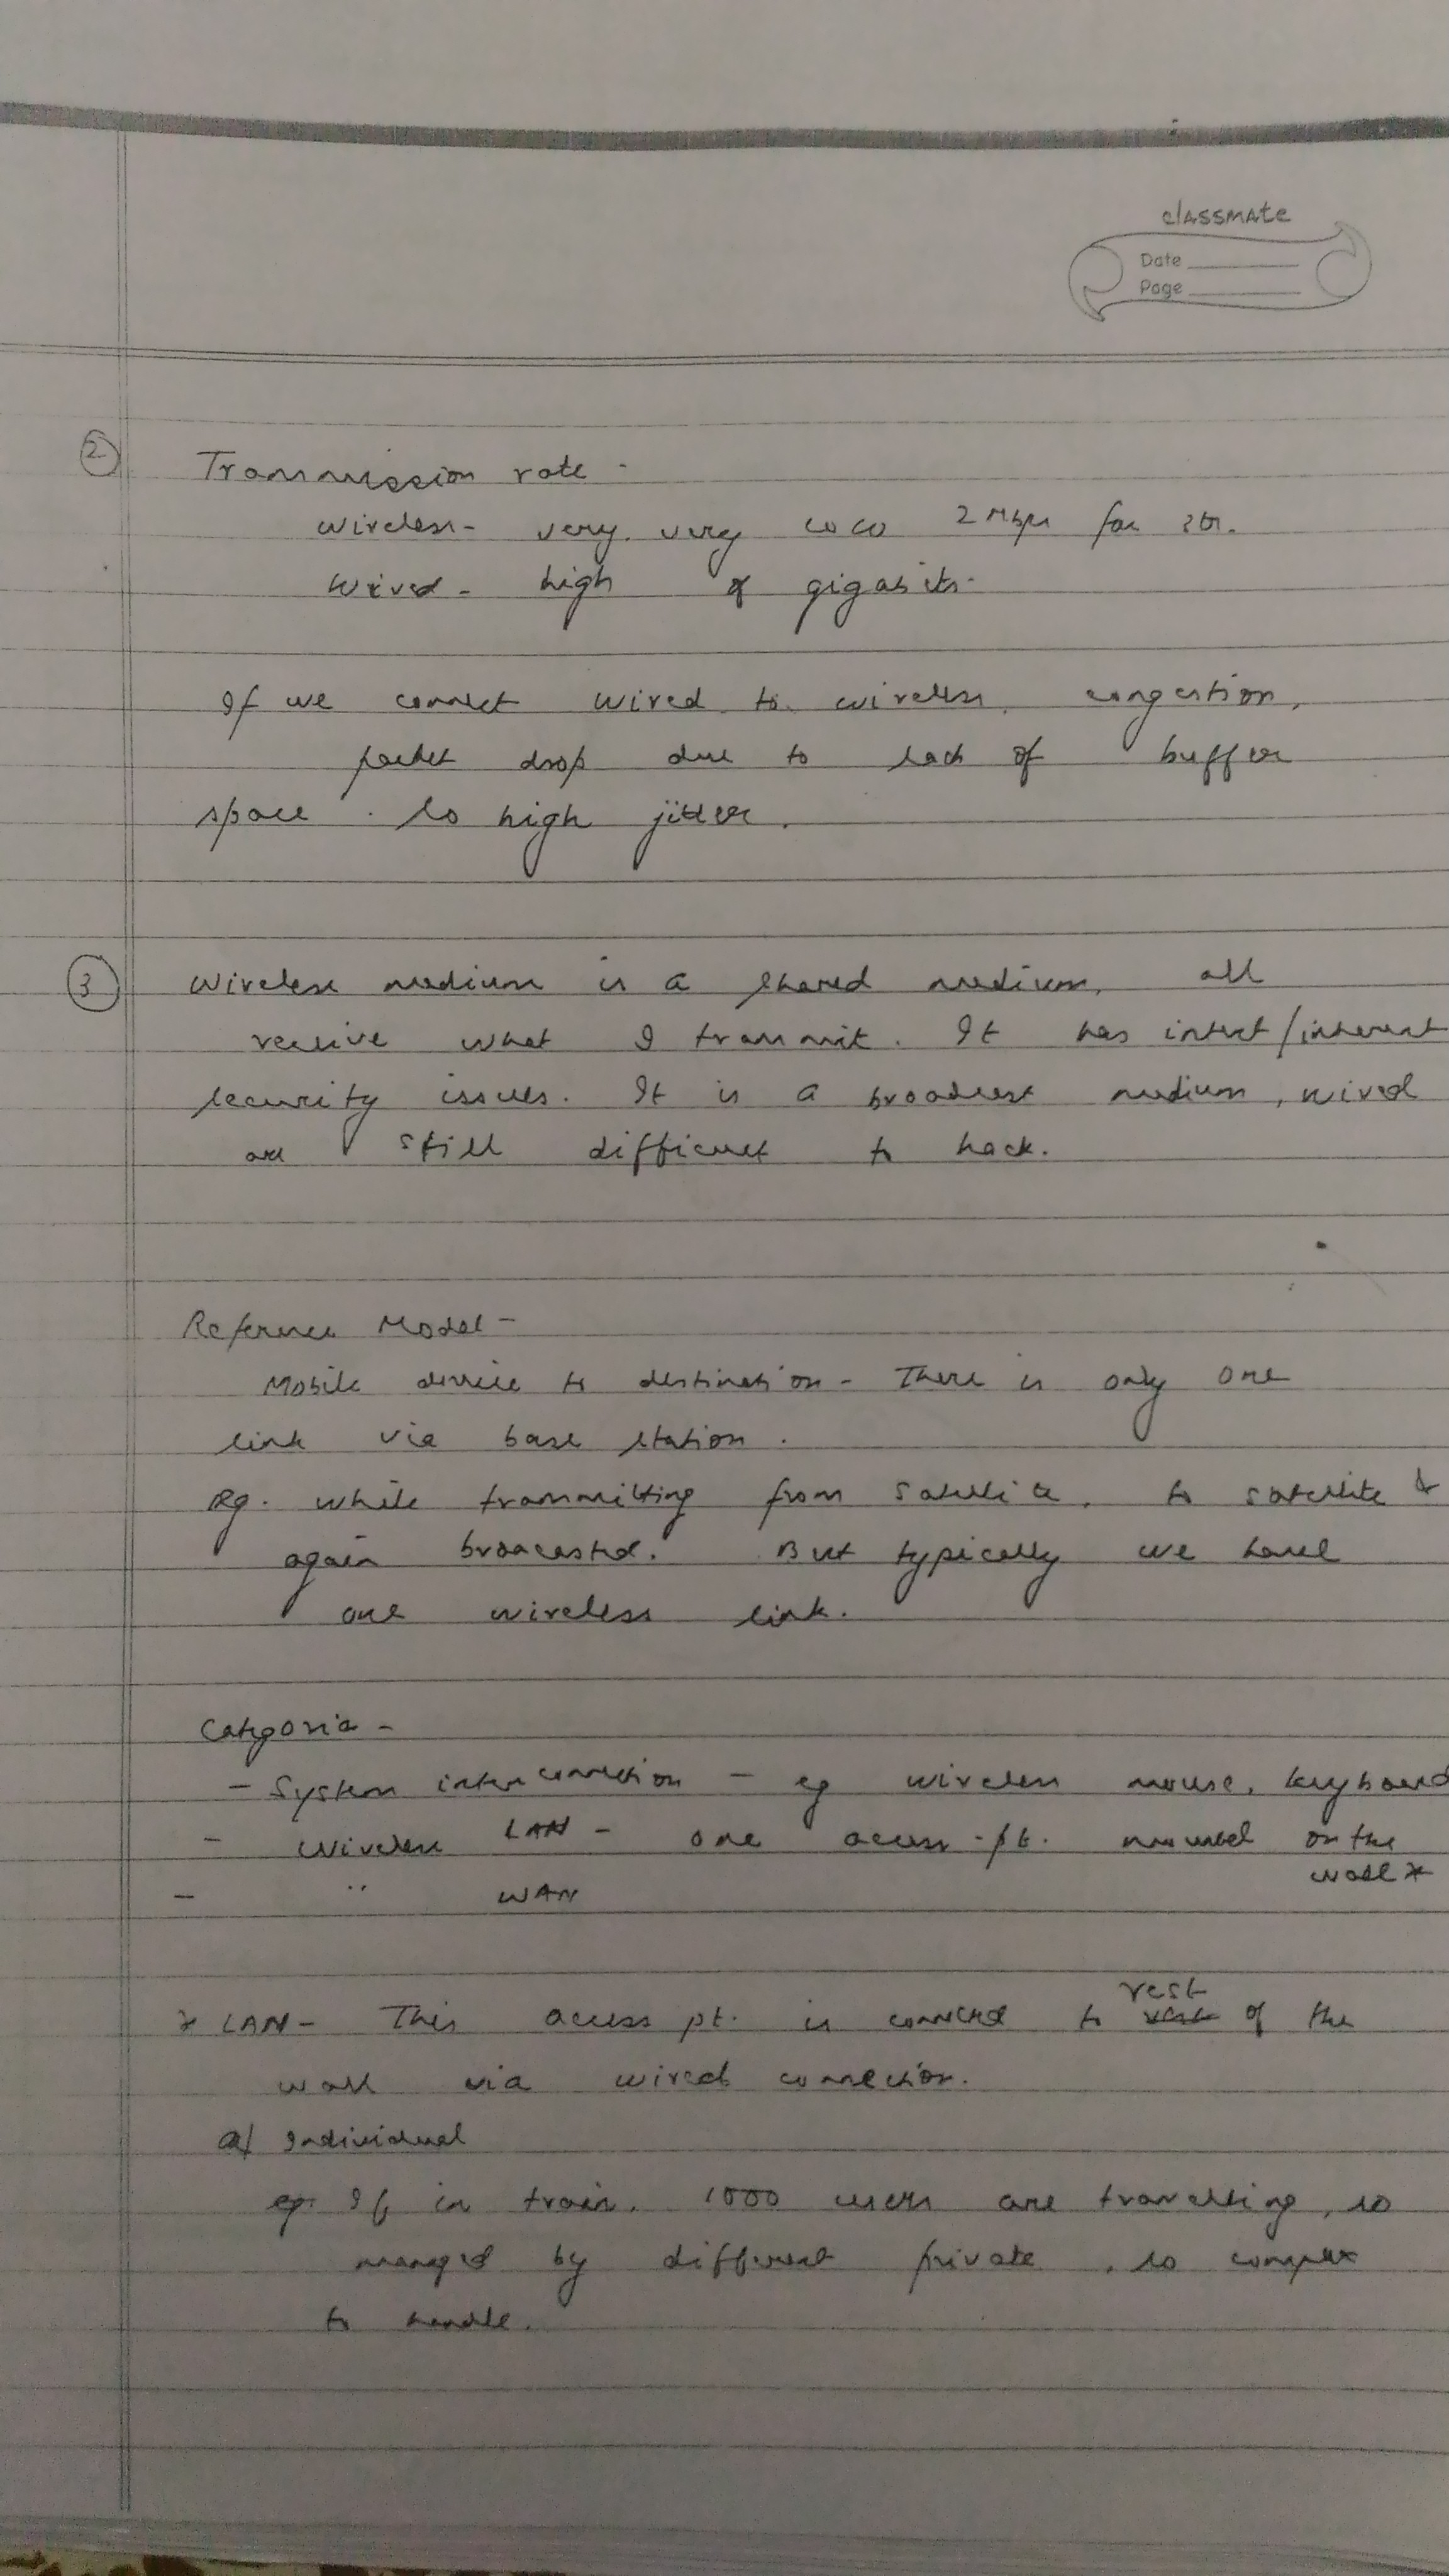 classmate
Date
Page
2 Transmission rate -
Wireless - very, very low 2 Mbps for 3G.
Wired - high of gigabits.
If we connect wired to wireless, congestion,
packet drop due to lack of buffer
space. So high jitter.
3 Wireless medium is a shared medium, all
receive what I transmit. It has intact/inherent
security issues. It is a broadcast medium, wired
are still difficult to hack.
Reference Model -
Mobile device to destination - There is only one
link via base station.
Eg. while transmitting from satellite, to satellite &
again broacasted. But typically we have
one wireless link.
Categories -
- System interconnection - eg wireless mouse, keyboard
- Wireless LAN - one access-pt. mounted on the
wall *
- " WAN
* LAN - This access pt. is connected to rest of the
wall via wired connection.
a) Individual
eg. If in train, 1000 users are travelling, so
managed by different private, so complex
to handle.